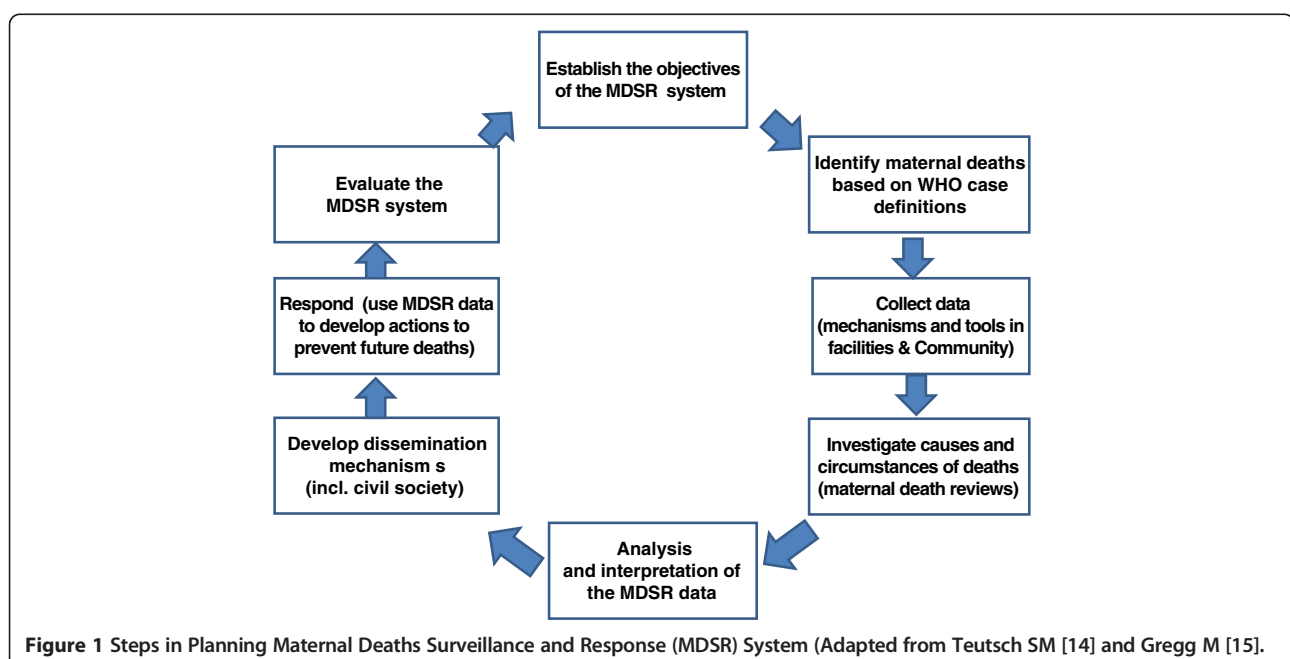 Establish the objectives
of the MDSR system
Identify maternal deaths
based on WHO case
definitions
Collect data
(mechanisms and tools in
facilities & Community)
Investigate causes and
circumstances of deaths
(maternal death reviews)
Analysis
and interpretation of
the MDSR data
Develop dissemination
mechanism s
(incl. civil society)
Respond (use MDSR data
to develop actions to
prevent future deaths)
Evaluate the
MDSR system
Figure 1 Steps in Planning Maternal Deaths Surveillance and Response (MDSR) System (Adapted from Teutsch SM [14] and Gregg M [15].